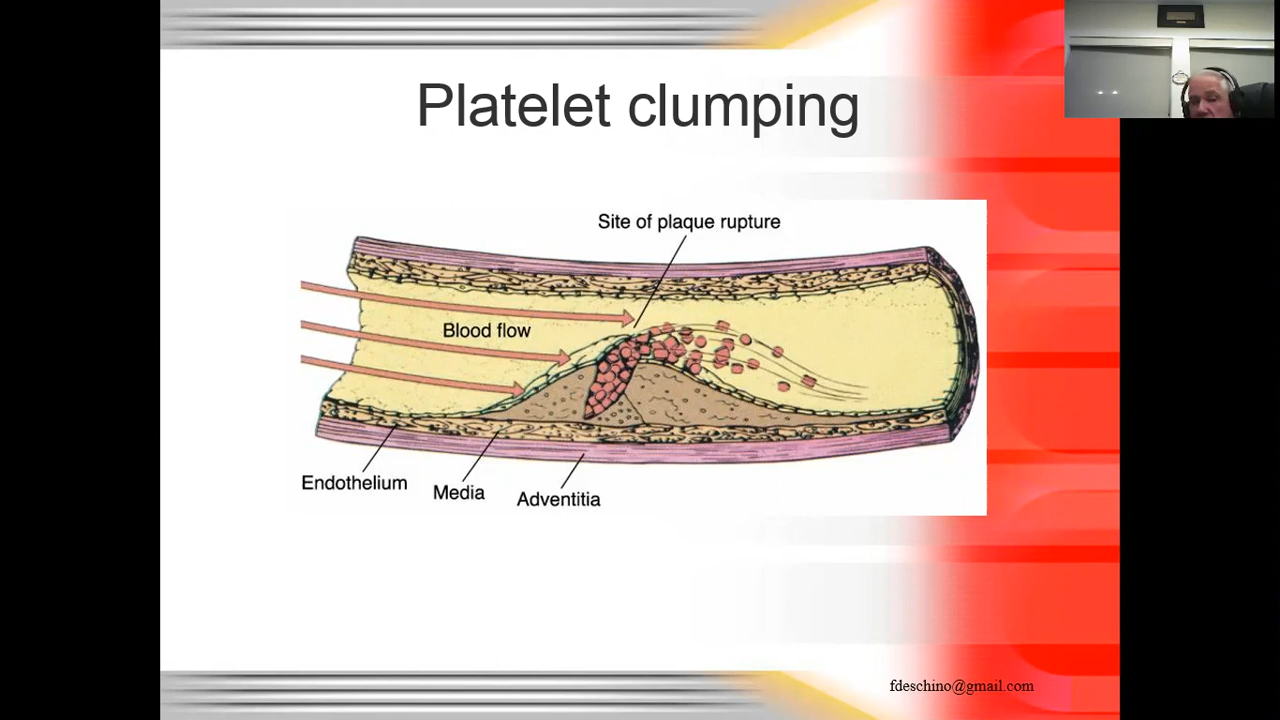 Platelet clumping
Site of plaque rupture
Blood flow
Endothelium
Media
Adventitia
fdeschino@gmail.com